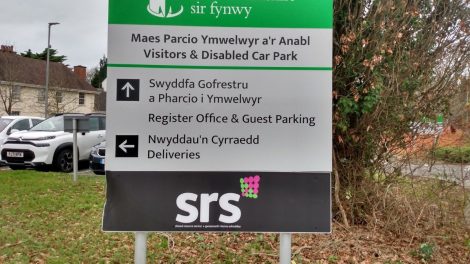 sir fynwy
Maes Parcio Ymwelwyr a'r Anabl
Visitors & Disabled Car Park
Swyddfa Gofrestru
a Pharcio i Ymwelwyr
Register Office & Guest Parking
Nwyddau'n Cyrraedd
Deliveries
srs